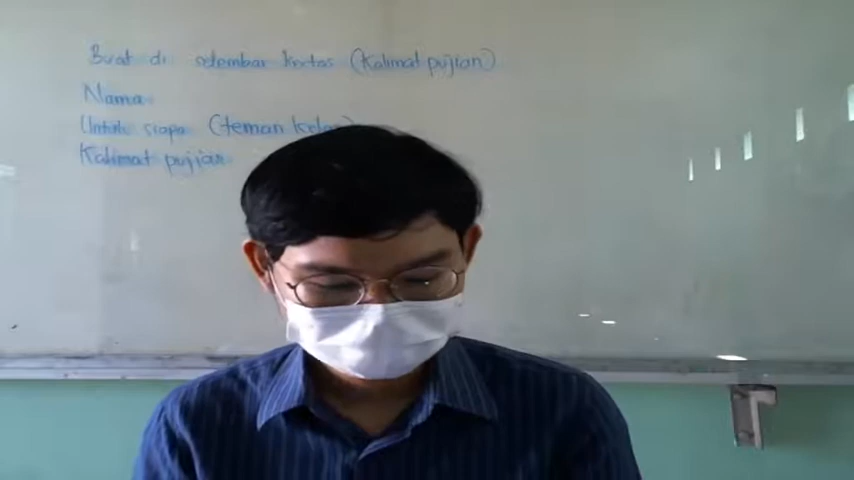 Buat di selembar kertas (Kalimat pujian)
Nama
Untuk siapa (teman kelas)
Kalimat pujian